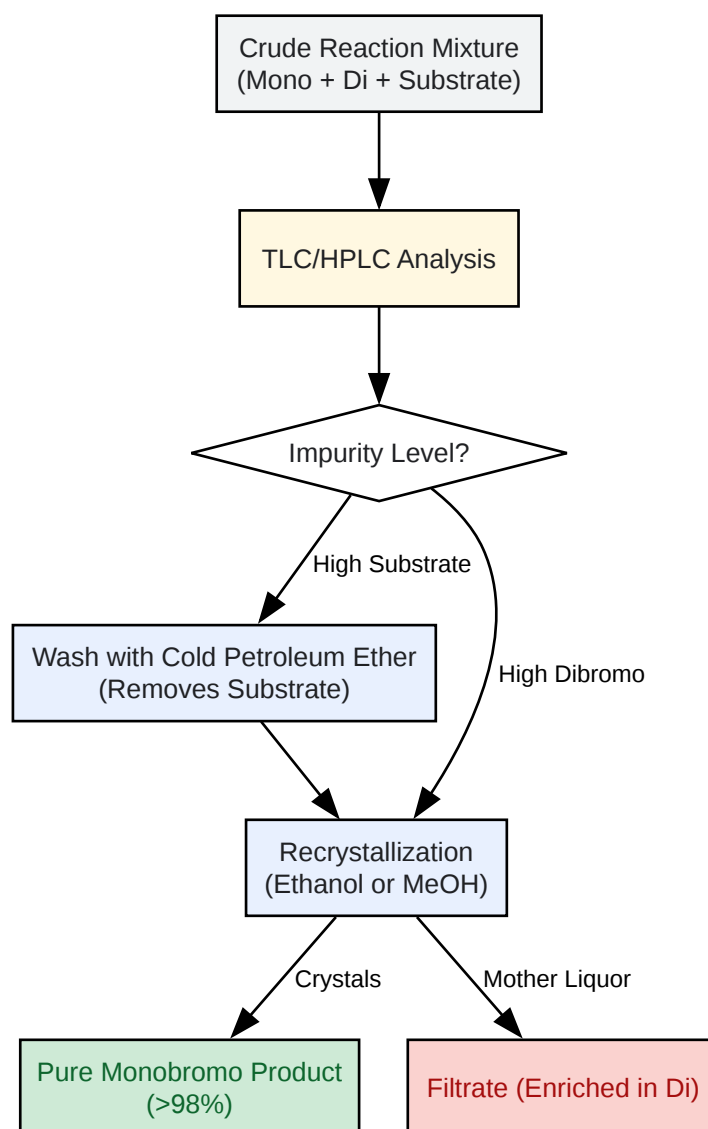 Crude Reaction Mixture
(Mono + Di + Substrate)
TLC/HPLC Analysis
Impurity Level?
High Substrate
Wash with Cold Petroleum Ether
(Removes Substrate)
High Dibromo
Recrystallization
(Ethanol or MeOH)
Crystals
Mother Liquor
Pure Monobromo Product
(>98%)
Filtrate (Enriched in Di)